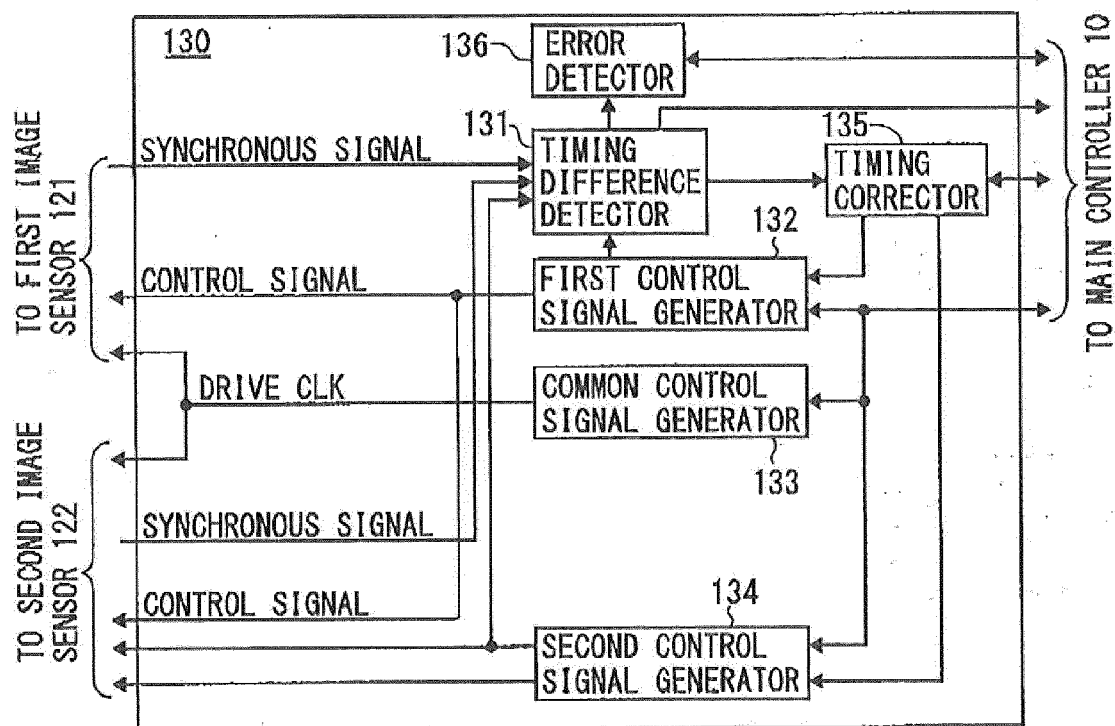 130
136
ERROR
DETECTOR
131
TIMING
DIFFERENCE
DETECTOR
135
TIMING
CORRECTOR
SYNCHRONOUS SIGNAL
132
CONTROL SIGNAL
FIRST CONTROL
SIGNAL GENERATOR
DRIVE CLK
COMMON CONTROL
SIGNAL GENERATOR
133
SYNCHRONOUS SIGNAL
CONTROL SIGNAL
134
SECOND CONTROL
SIGNAL GENERATOR
TO FIRST IMAGE
SENSOR 121
TO SECOND IMAGE
SENSOR 122
TO MAIN CONTROLLER 10